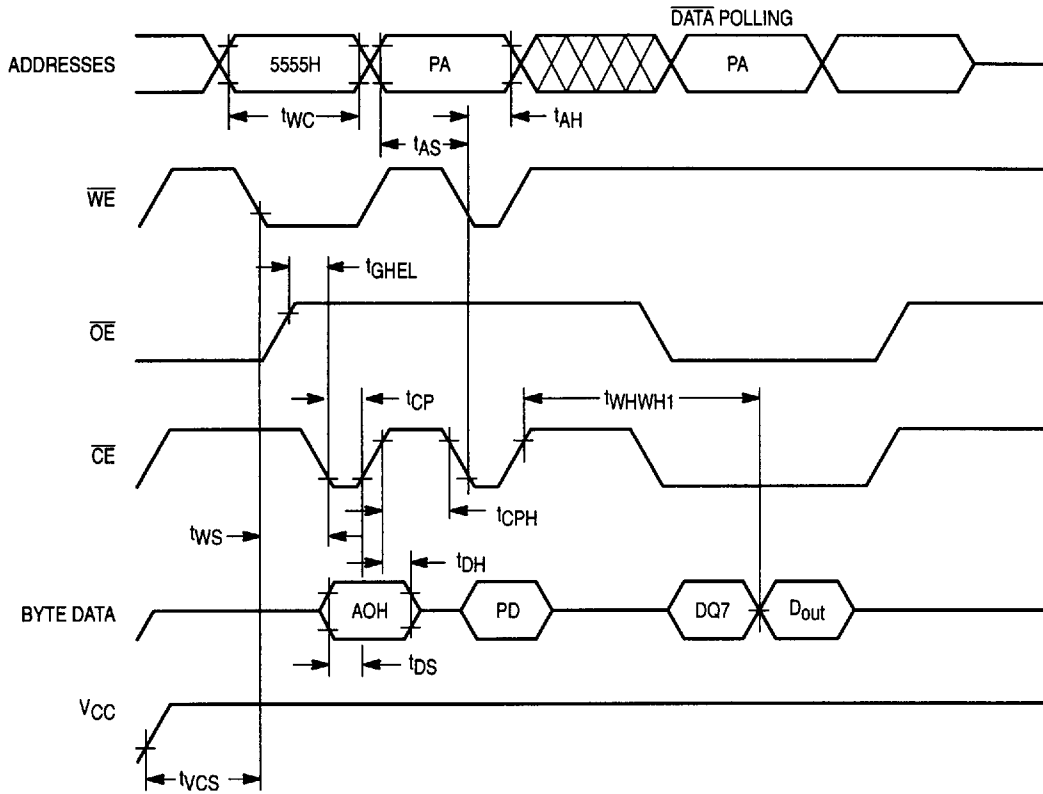 DATA POLLING
ADDRESSES 5555H PA PA
tWC tAH
tAS
WE
tGHEL
OE
tCP tWHWH1
CE
tCPH
tWS
tDH
BYTE DATA AOH PD DQ7 Dout
tDS
VCC
tVCS